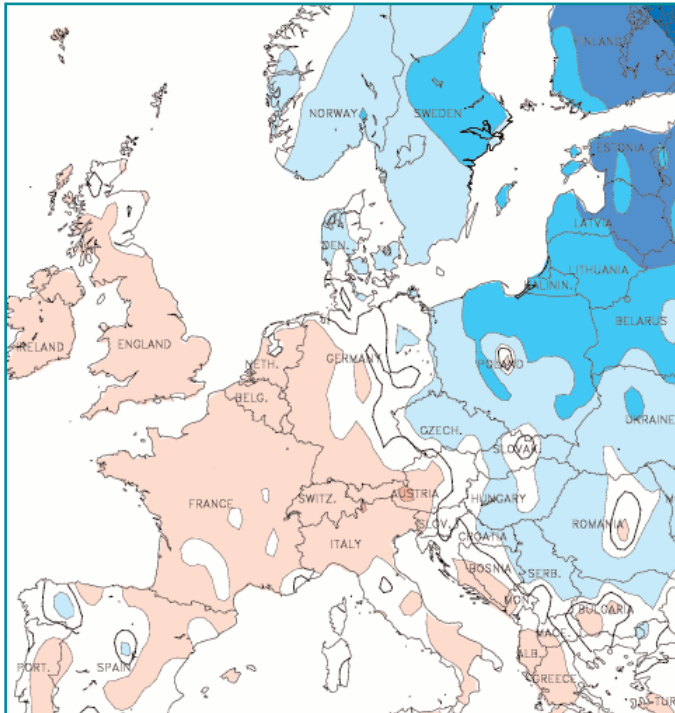 FINLAND
NORWAY
SWEDEN
ESTONIA
LATVIA
DEN.
LITHUANIA
KALININ.
BELARUS
IRELAND
ENGLAND
NETH.
GERMANY
POLAND
BELG.
UKRAINE
CZECH.
SLOVAK.
FRANCE
SWITZ.
AUSTRIA
HUNGARY
ROMANIA
SLOV.
CROATIA
ITALY
BOSNIA
SERB.
MON.
BULGARIA
MACE.
ALB.
PORT.
SPAIN
GREECE
TUR